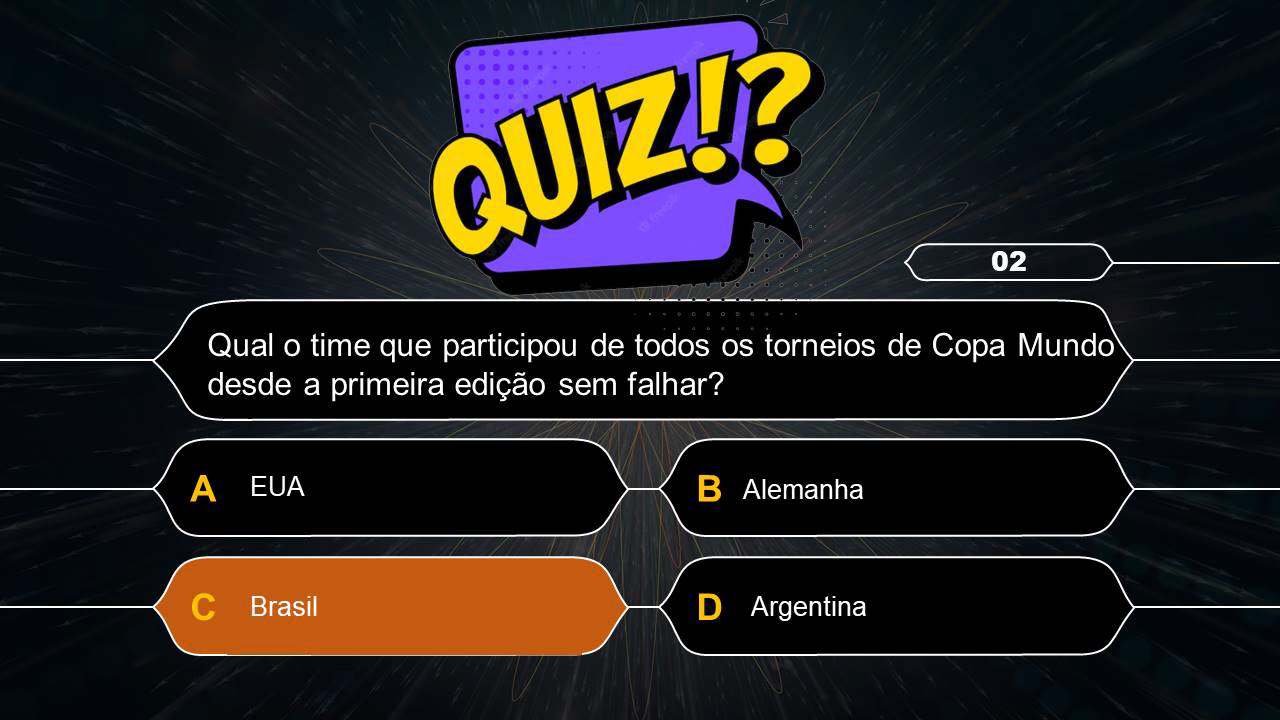 QUIZ!?
02
Qual o time que participou de todos os torneios de Copa Mundo
desde a primeira edição sem falhar?
A EUA
B Alemanha
C Brasil
D Argentina